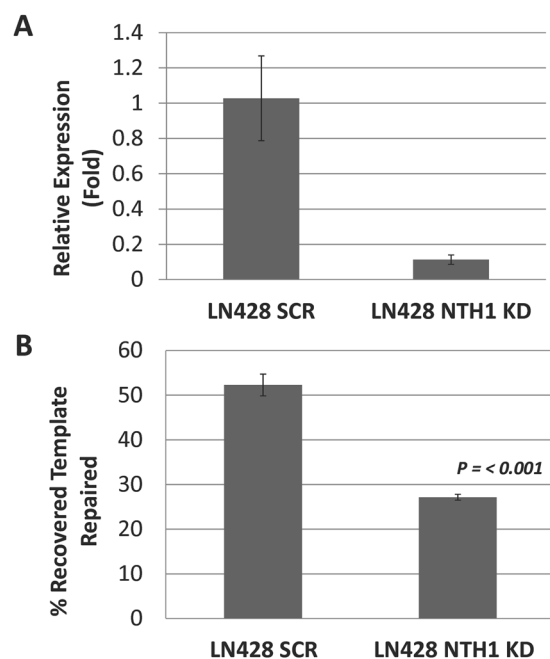 A
Relative Expression
(Fold)
1.4
1.2
1
0.8
0.6
0.4
0.2
0
LN428 SCR
LN428 NTH1 KD
B
% Recovered Template
Repaired
60
50
40
30
20
10
0
P = < 0.001
LN428 SCR
LN428 NTH1 KD